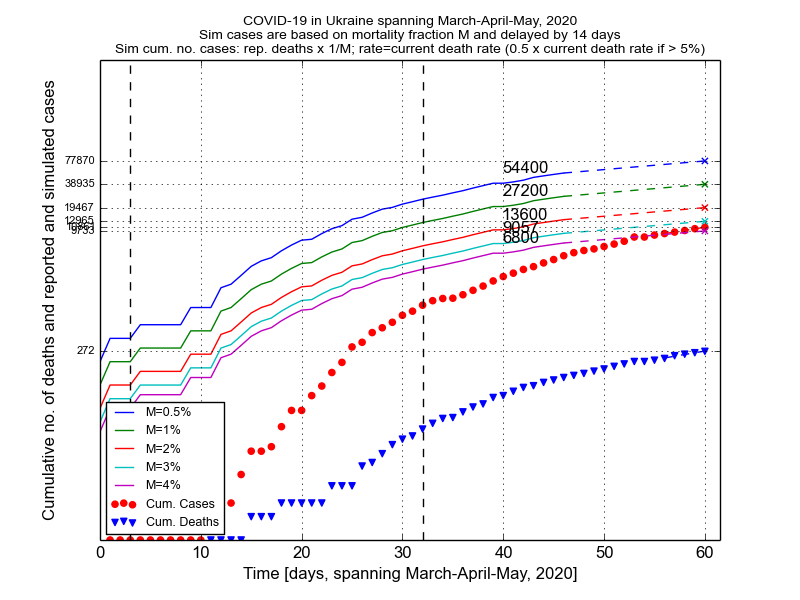 COVID-19 in Ukraine spanning March-April-May, 2020
Sim cases are based on mortality fraction M and delayed by 14 days
Sim cum. no. cases: rep. deaths x 1/M; rate=current death rate (0.5 x current death rate if > 5%)
Cumulative no. of deaths and reported and simulated cases
77870
38935
19467
12965
9733
272
54400
27200
13600
9057
6800
M=0.5%
M=1%
M=2%
M=3%
M=4%
Cum. Cases
Cum. Deaths
0 10 20 30 40 50 60
Time [days, spanning March-April-May, 2020]